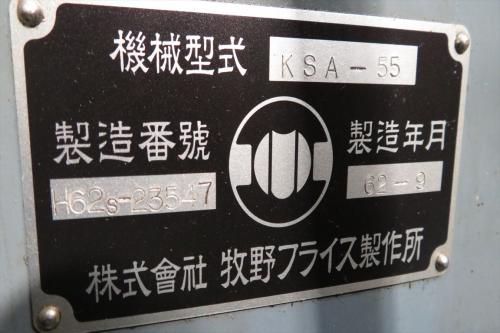 機械型式 KSA-55
製造番號 製造年月
H62s-23547 62-9
株式會社 牧野フライス製作所